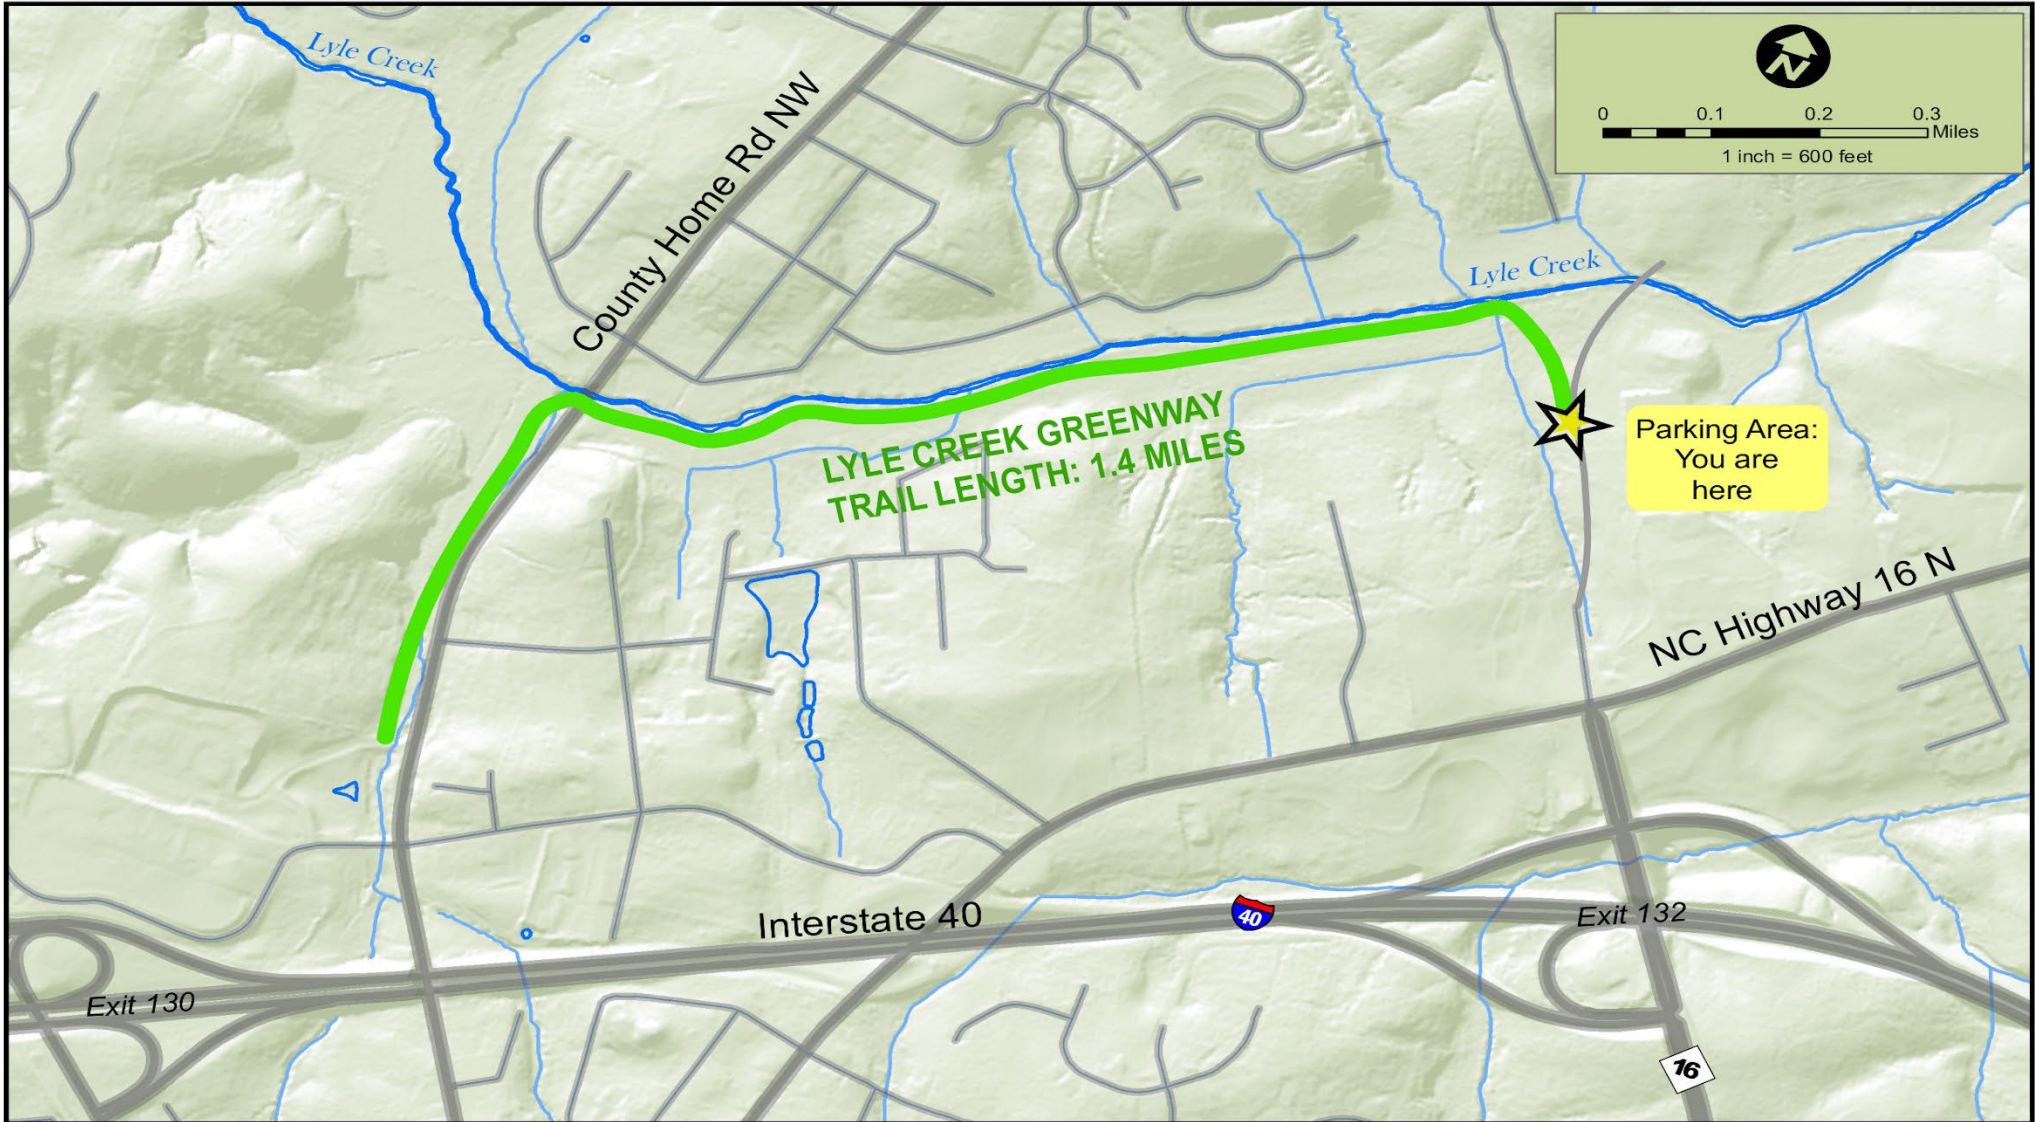 Lyle Creek
County Home Rd NW
N
0 0.1 0.2 0.3
Miles
1 inch = 600 feet
Lyle Creek
LYLE CREEK GREENWAY
TRAIL LENGTH: 1.4 MILES
Parking Area:
You are
here
NC Highway 16 N
Interstate 40
40
Exit 132
Exit 130
16